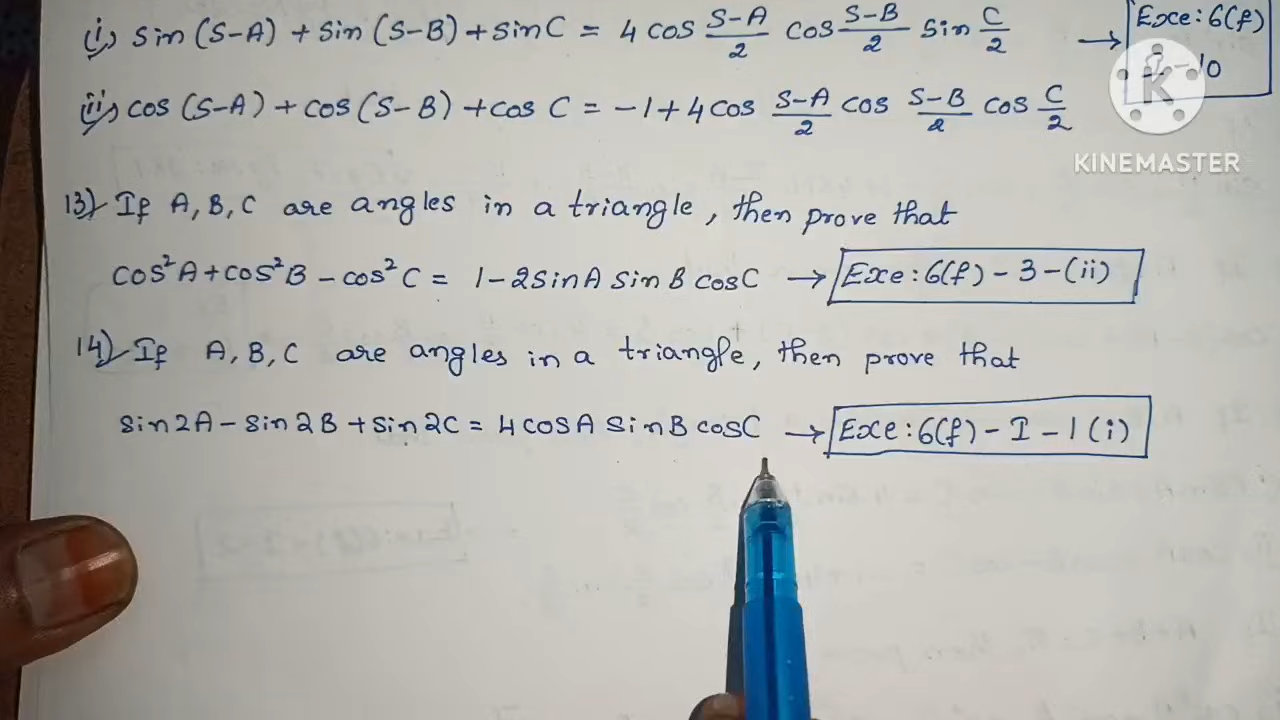 (i) sin(S-A) + sin(S-B) + sinC = 4 cos (S-A)/2 cos (S-B)/2 sin C/2 → Exe: 6(f)
-10
(ii) cos(S-A) + cos(S-B) + cos C = -1 + 4 cos (S-A)/2 cos (S-B)/2 cos C/2
K
KINEMASTER
13) If A, B, C are angles in a triangle, then prove that
cos²A + cos²B - cos²C = 1 - 2 sinA sinB cosC → Exe: 6(f) - 3 - (ii)
14) If A, B, C are angles in a triangle, then prove that
sin2A - sin2B + sin2C = 4 cosA sinB cosC → Exe: 6(f) - I - 1(i)